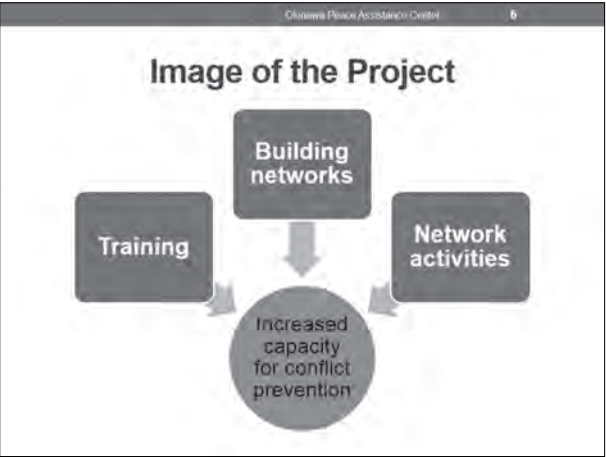 Okinawa Peace Assistance Center 6
Image of the Project
Building
networks
Training
Network
activities
Increased
capacity
for conflict
prevention